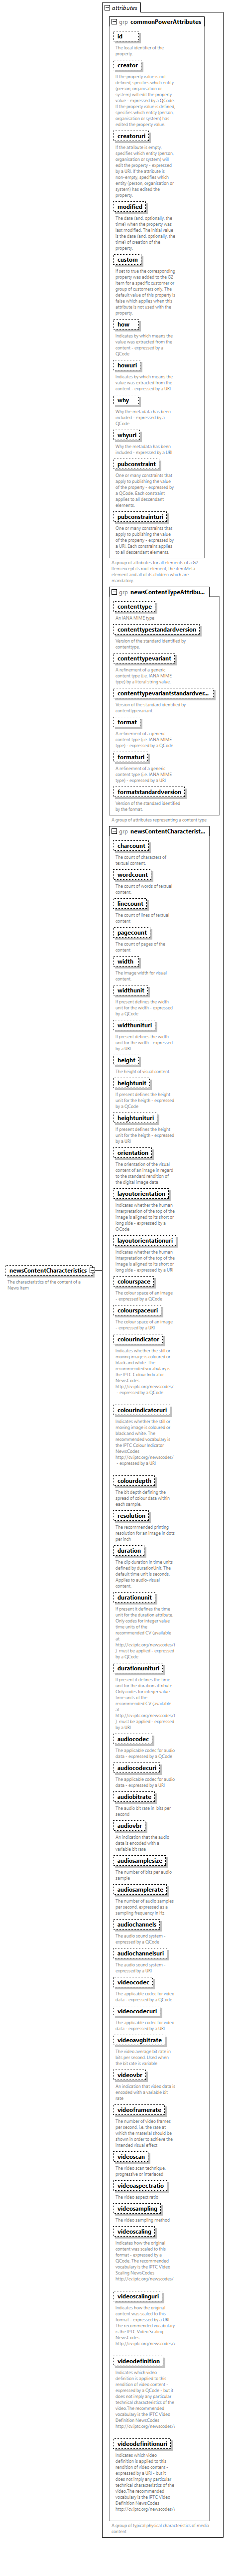 attributes
grp commonPowerAttributes
id
The local identifier of the
property.
creator
If the property value is not
defined, specifies which entity
(person, organisation or
system) will edit the property
value - expressed by a QCode.
If the property value is defined,
specifies which entity (person,
organisation or system) has
edited the property value.
creatoruri
If the attribute is empty,
specifies which entity (person,
organisation or system) will
edit the property - expressed
by a URI. If the attribute is
non-empty, specifies which
entity (person, organisation or
system) has edited the
property.
modified
The date (and, optionally, the
time) when the property was
last modified. The initial value
is the date (and, optionally, the
time) of creation of the
property.
custom
If set to true the corresponding
property was added to the G2
Item for a specific customer or
group of customers only. The
default value of this property is
false which applies when this
attribute is not used with the
property.
how
Indicates by which means the
value was extracted from the
content - expressed by a
QCode
howuri
Indicates by which means the
value was extracted from the
content - expressed by a URI
why
Why the metadata has been
included - expressed by a
QCode
whyuri
Why the metadata has been
included - expressed by a URI
pubconstraint
One or many constraints that
apply to publishing the value
of the property - expressed by
a QCode. Each constraint
applies to all descendant
elements.
pubconstrainturi
One or many constraints that
apply to publishing the value
of the property - expressed by
a URI. Each constraint applies
to all descendant elements.
A group of attributes for all elements of a G2
Item except its root element, the itemMeta
element and all of its children which are
mandatory.
grp newsContentTypeAttribu...
contenttype
An IANA MIME type
contenttypestandardversion
Version of the standard identified by
contenttype.
contenttypevariant
A refinement of a generic
content type (i.e. IANA MIME
type) by a literal string value.
contenttypevariantstandardver...
Version of the standard identified by
contenttypevariant.
format
A refinement of a generic
content type (i.e. IANA MIME
type) - expressed by a QCode
formaturi
A refinement of a generic
content type (i.e. IANA MIME
type) - expressed by a URI
formatstandardversion
Version of the standard identified
by the format.
A group of attributes representing a content type
grp newsContentCharacterist...
charcount
The count of characters of
textual content.
wordcount
The count of words of textual
content.
linecount
The count of lines of textual
content
pagecount
The count of pages of the
content
width
The image width for visual
content.
widthunit
If present defines the width
unit for the width - expressed
by a QCode
widthunituri
If present defines the width
unit for the width - expressed
by a URI
height
The height of visual content.
heightunit
If present defines the height
unit for the heigth - expressed
by a QCode
heightunituri
If present defines the height
unit for the heigth - expressed
by a URI
orientation
The orientation of the visual
content of an image in regard
to the standard rendition of
the digital image data.
layoutorientation
Indicates whether the human
interpretation of the top of the
image is aligned to its short or
long side - expressed by a
QCode
layoutorientationuri
Indicates whether the human
interpretation of the top of the
image is aligned to its short or
long side - expressed by a URI
newsContentCharacteristics
The characteristics of the content of a
News Item
colourspace
The colour space of an image
- expressed by a QCode
colourspaceuri
The colour space of an image
- expressed by a URI
colourindicator
Indicates whether the still or
moving image is coloured or
black and white. The
recommended vocabulary is
the IPTC Colour Indicator
NewsCodes
http://cv.iptc.org/newscodes/
- expressed by a QCode
colourindicatoruri
Indicates whether the still or
moving image is coloured or
black and white. The
recommended vocabulary is
the IPTC Colour Indicator
NewsCodes
http://cv.iptc.org/newscodes/
- expressed by a URI
colourdepth
The bit depth defining the
spread of colour data within
each sample.
resolution
The recommended printing
resolution for an image in dots
per inch
duration
The clip duration in time units
defined by durationUnit. The
default time unit is seconds.
Applies to audio-visual
content.
durationunit
If present it defines the time
unit for the duration attribute.
Only codes for integer value
time units of the
recommended CV (available
at
http://cv.iptc.org/newscodes/t
) must be applied - expressed
by a QCode
durationunituri
If present it defines the time
unit for the duration attribute.
Only codes for integer value
time units of the
recommended CV (available
at
http://cv.iptc.org/newscodes/t
) must be applied - expressed
by a URI
audiocodec
The applicable codec for audio
data - expressed by a QCode
audiocodecuri
The applicable codec for audio
data - expressed by a URI
audiobitrate
The audio bit rate in bits per
second
audiovbr
An indication that the audio
data is encoded with a
variable bit rate
audiosamplesize
The number of bits per audio
sample
audiosamplerate
The number of audio samples
per second, expressed as a
sampling frequency in Hz
audiochannels
The audio sound system -
expressed by a QCode
audiochannelsuri
The audio sound system -
expressed by a URI
videocodec
The applicable codec for video
data - expressed by a QCode
videocodecuri
The applicable codec for video
data - expressed by a URI
videoavgbitrate
The video average bit rate in
bits per second. Used when
the bit rate is variable
videovbr
An indication that video data is
encoded with a variable bit
rate
videoframerate
The number of video frames
per second, i.e. the rate at
which the material should be
shown in order to achieve the
intended visual effect
videoscan
The video scan technique,
progressive or interlaced
videoaspectratio
The video aspect ratio
videosampling
The video sampling method
videoscaling
Indicates how the original
content was scaled to this
format - expressed by a
QCode. The recommended
vocabulary is the IPTC Video
Scaling NewsCodes
http://cv.iptc.org/newscodes/
videoscalinguri
Indicates how the original
content was scaled to this
format - expressed by a URI.
The recommended vocabulary
is the IPTC Video Scaling
NewsCodes
videodefinition
Indicates which video
definition is applied to this
rendition of video content -
expressed by a QCode - but it
does not imply any particular
technical characteristics of the
video.The recommended
vocabulary is the IPTC Video
Definition NewsCodes
videodefinitionuri
Indicates which video
definition is applied to this
rendition of video content -
expressed by a URI - but it
does not imply any particular
technical characteristics of the
video.The recommended
vocabulary is the IPTC Video
Definition NewsCodes
A group of typical physical characteristics of media
content